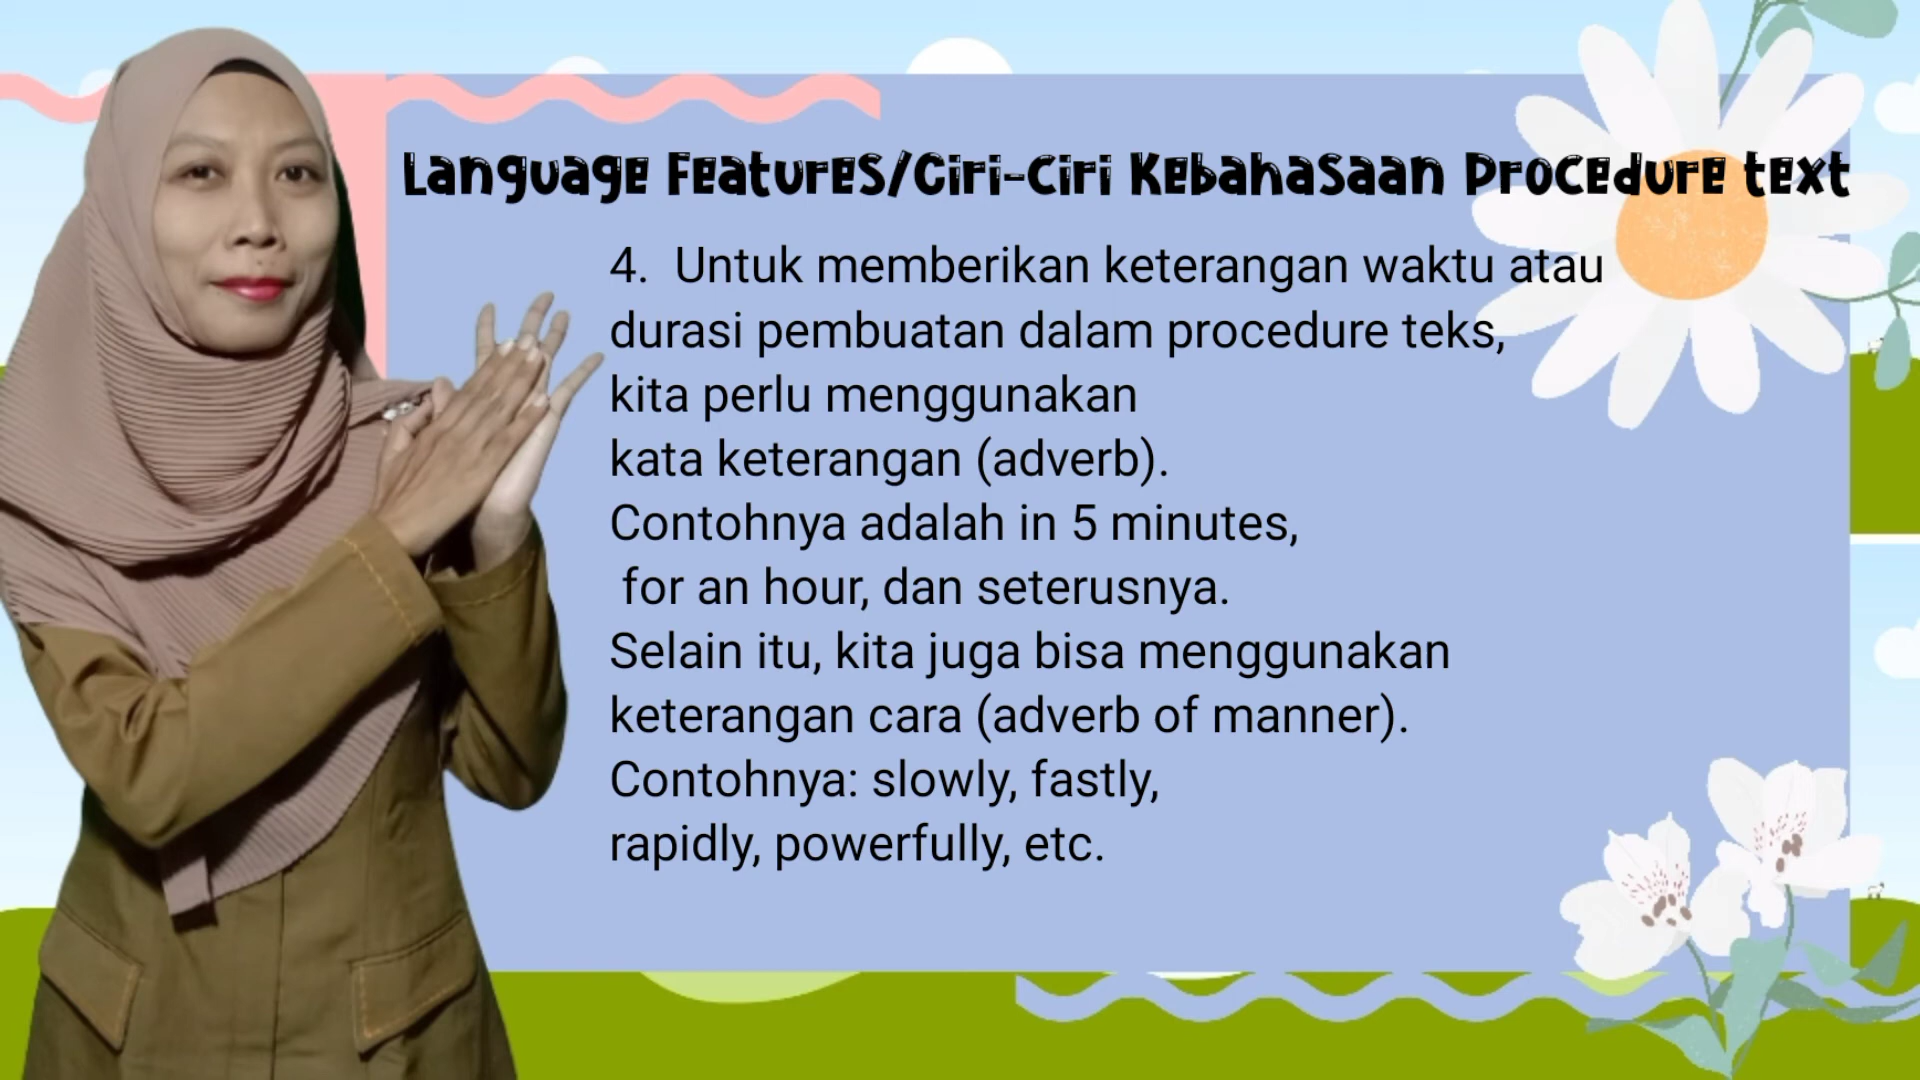 Language Features/Ciri-Ciri Kebahasaan Procedure text
4. Untuk memberikan keterangan waktu atau
durasi pembuatan dalam procedure teks,
kita perlu menggunakan
kata keterangan (adverb).
Contohnya adalah in 5 minutes,
for an hour, dan seterusnya.
Selain itu, kita juga bisa menggunakan
keterangan cara (adverb of manner).
Contohnya: slowly, fastly,
rapidly, powerfully, etc.